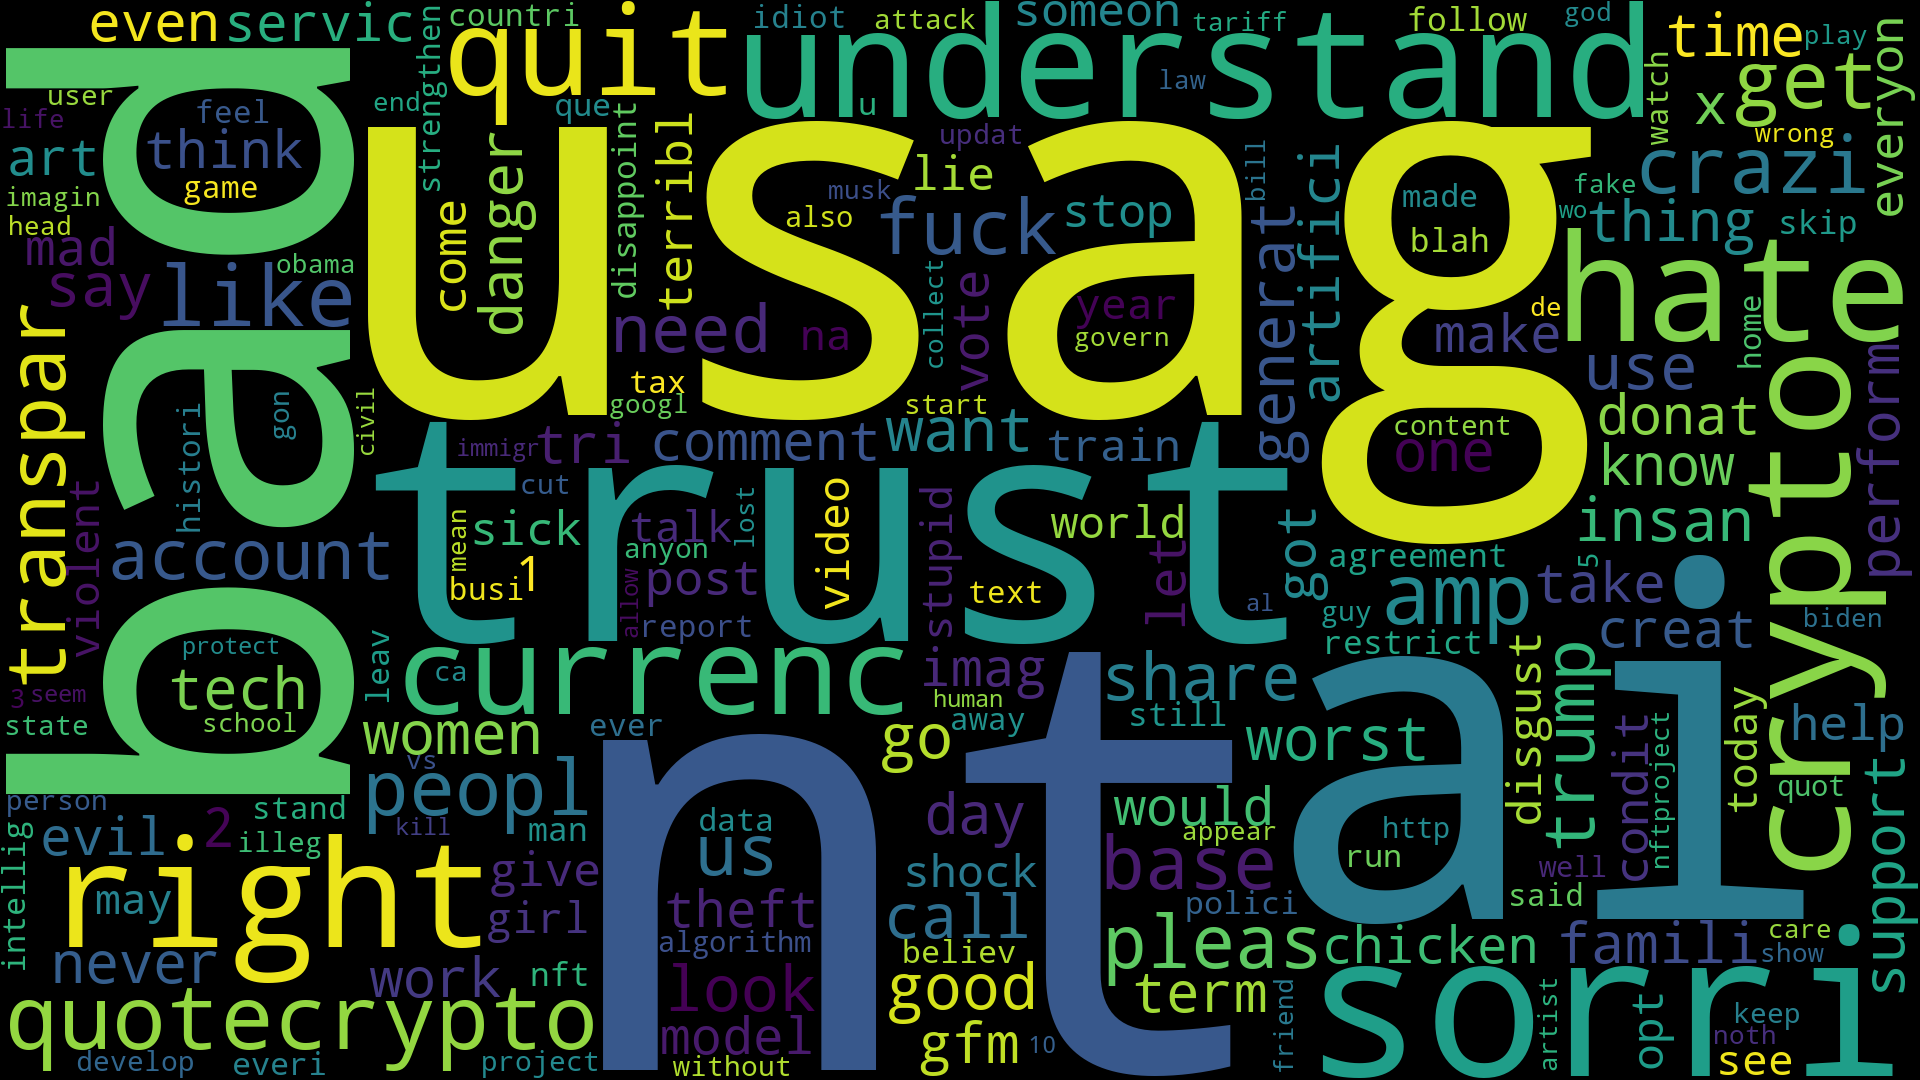 even servic countri idiot attack someon tariff follow god time play
quit understand
strengthen watch everyon
user feel end que u law x get
life think disappoint terribl updat wrong
art game danger lie musk made fake crazi
imagin come also fuck stop bill artifici blah wo thing skip
head mad obama collect generat hate
say like usag
transpar bad need na year vote govern de make home
tax googl start use perform
histori gon civil immigr tri comment want train content one donat
violent cut know crypto
account mean sick talk lost video stupid world got insan
busi 1 anyon post text let agreement 5
trust allow report al guy amp take
protect leav currenc imag share restrict creat biden
tech ca human disgust trump
3 seem school away still condit nftproject today help
state women ever go worst
person vs peopl nt ai quot
stand kill man data day would support
intellig evil 2 illeg us appear http
right give shock base run well
may girl theft call polici said
never algorithm believ pleas chicken famili care show
work nft look good term sorri
quotecrypto model gfm 10 friend artist opt keep noth
develop everi project without see